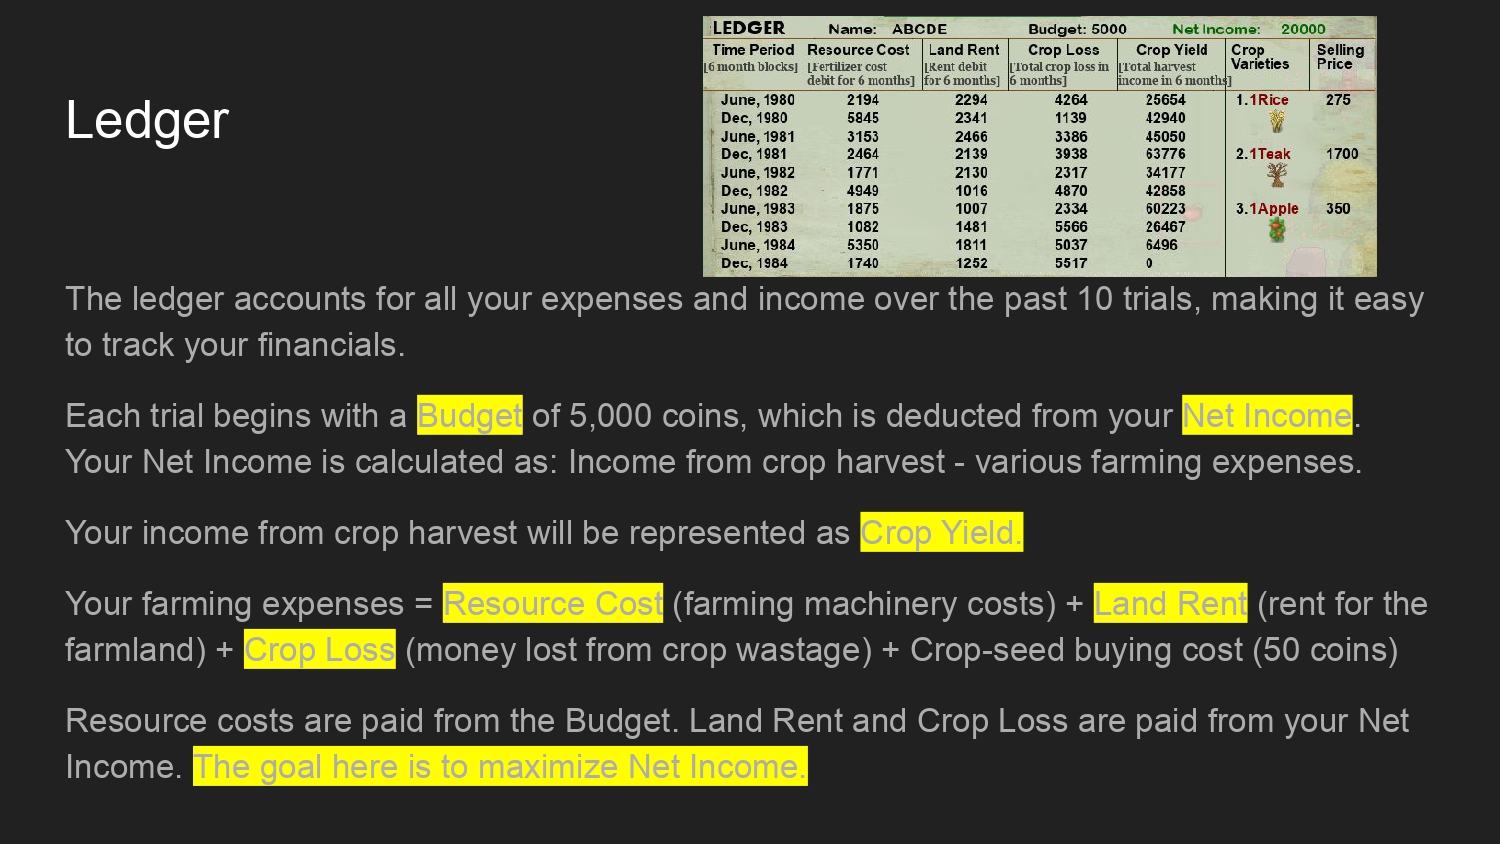 LEDGER Name: ABCDE Budget: 5000 Net Income: 20000
Time Period Resource Cost Land Rent Crop Loss Crop Yield Crop Varieties Selling Price
[6 month blocks] [Fertilizer cost debit for 6 months] [Rent debit for 6 months] [Total crop loss in 6 months] [Total harvest income in 6 months]
June, 1980 2194 2294 4264 25654 1.1Rice 275
Dec, 1980 5845 2341 1139 42940
June, 1981 3153 2466 3386 45050
Dec, 1981 2464 2139 3938 63776 2.1Teak 1700
June, 1982 1771 2130 2317 34177
Dec, 1982 4949 1016 4870 42858
June, 1983 1875 1007 2334 60223 3.1Apple 350
Dec, 1983 1082 1481 5566 26467
June, 1984 5350 1811 5037 6496
Dec, 1984 1740 1252 5517 0
Ledger
The ledger accounts for all your expenses and income over the past 10 trials, making it easy
to track your financials.
Each trial begins with a Budget of 5,000 coins, which is deducted from your Net Income.
Your Net Income is calculated as: Income from crop harvest - various farming expenses.
Your income from crop harvest will be represented as Crop Yield.
Your farming expenses = Resource Cost (farming machinery costs) + Land Rent (rent for the
farmland) + Crop Loss (money lost from crop wastage) + Crop-seed buying cost (50 coins)
Resource costs are paid from the Budget. Land Rent and Crop Loss are paid from your Net
Income. The goal here is to maximize Net Income.